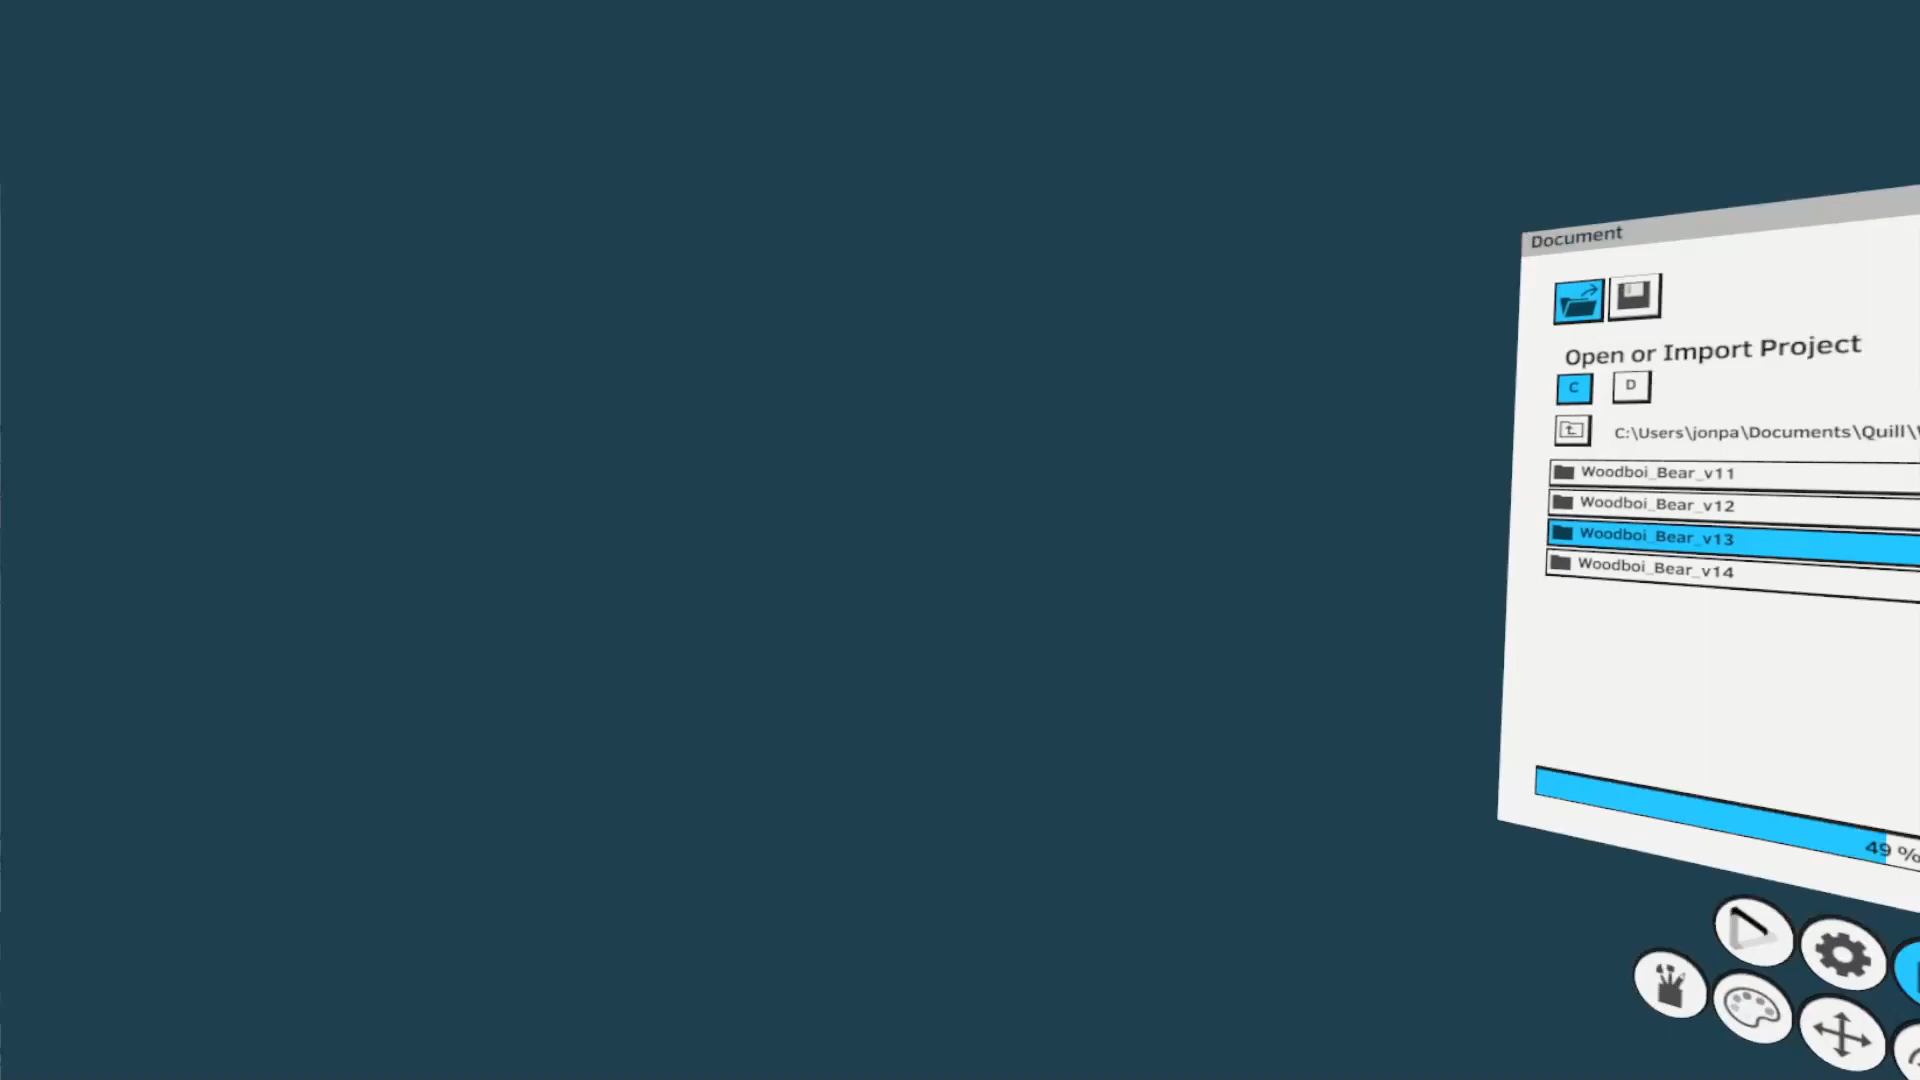 Document
Open or Import Project
C D
C:\Users\jonpa\Documents\Quill\
Woodboi_Bear_v11
Woodboi_Bear_v12
Woodboi_Bear_v13
Woodboi_Bear_v14
49 %